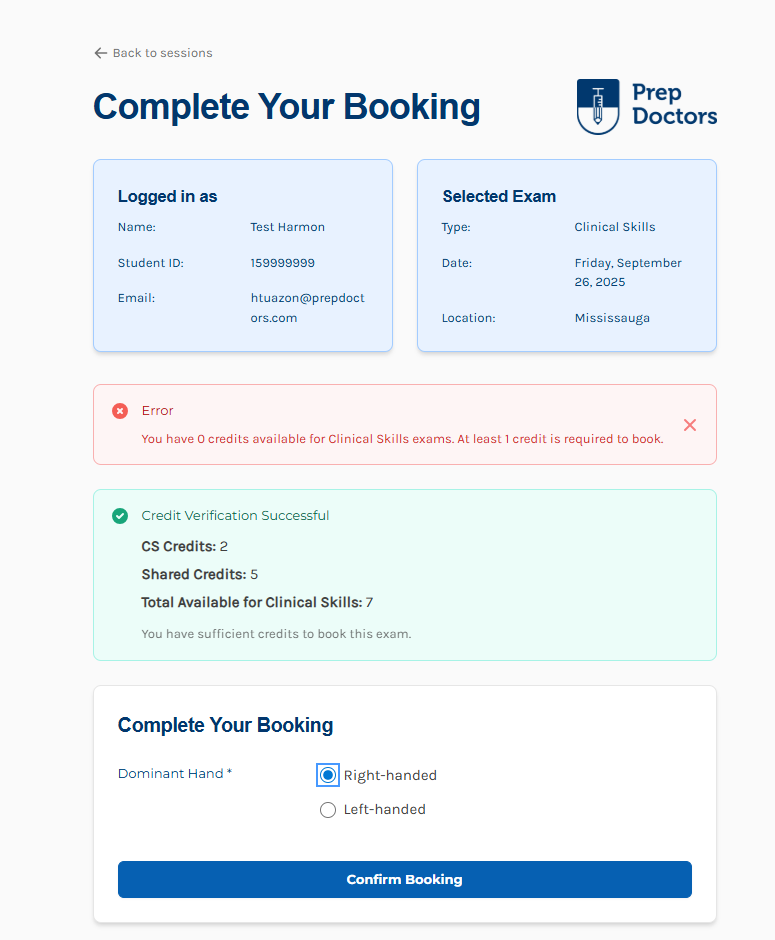 Back to sessions
Complete Your Booking
Prep
Doctors
Logged in as
Name: Test Harmon
Student ID: 159999999
Email: htuazon@prepdoct
ors.com
Selected Exam
Type: Clinical Skills
Date: Friday, September
26, 2025
Location: Mississauga
Error
You have 0 credits available for Clinical Skills exams. At least 1 credit is required to book.
Credit Verification Successful
CS Credits: 2
Shared Credits: 5
Total Available for Clinical Skills: 7
You have sufficient credits to book this exam.
Complete Your Booking
Dominant Hand * Right-handed
Left-handed
Confirm Booking